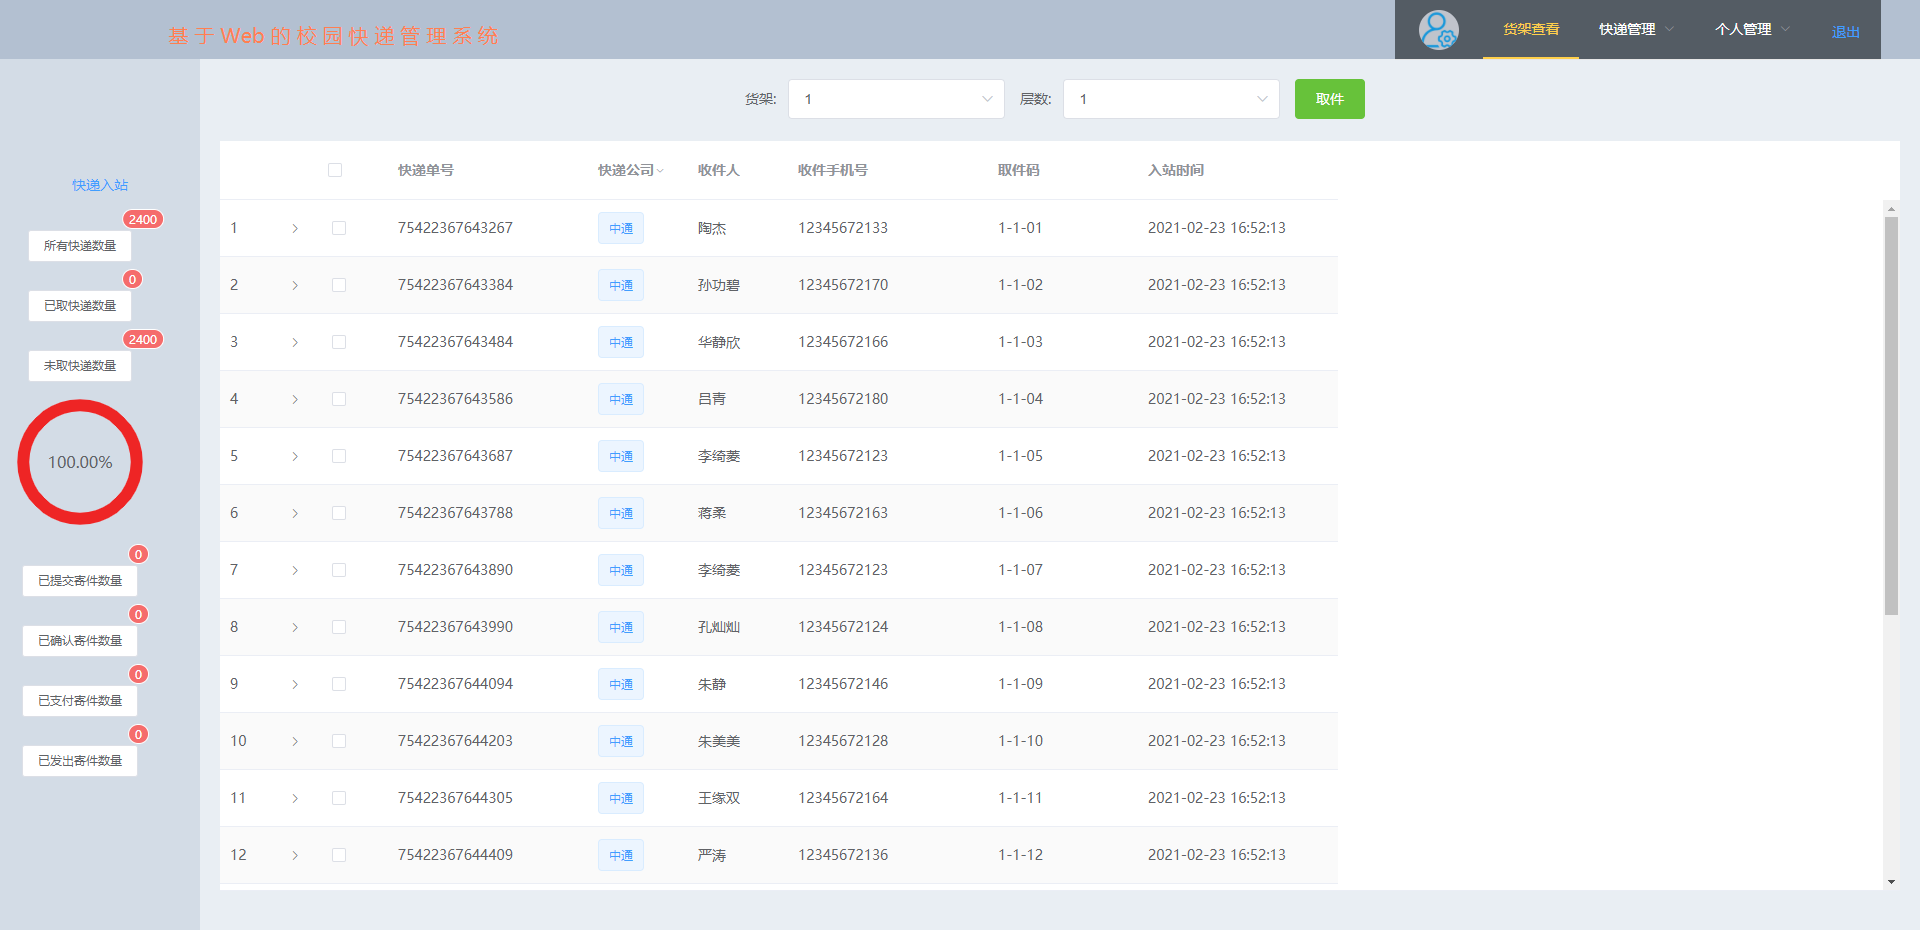 基于Web的校园快递管理系统
货架查看 快递管理 个人管理 退出
货架: 1 层数: 1 取件
快递入站
2400
所有快递数量
0
已取快递数量
2400
未取快递数量
100.00%
0
已提交寄件数量
0
已确认寄件数量
0
已支付寄件数量
0
已发出寄件数量
快递单号 快递公司 收件人 收件手机号 取件码 入站时间
1 75422367643267 中通 陶杰 12345672133 1-1-01 2021-02-23 16:52:13
2 75422367643384 中通 孙功碧 12345672170 1-1-02 2021-02-23 16:52:13
3 75422367643484 中通 华静欣 12345672166 1-1-03 2021-02-23 16:52:13
4 75422367643586 中通 吕青 12345672180 1-1-04 2021-02-23 16:52:13
5 75422367643687 中通 李绮菱 12345672123 1-1-05 2021-02-23 16:52:13
6 75422367643788 中通 蒋柔 12345672163 1-1-06 2021-02-23 16:52:13
7 75422367643890 中通 李绮菱 12345672123 1-1-07 2021-02-23 16:52:13
8 75422367643990 中通 孔灿灿 12345672124 1-1-08 2021-02-23 16:52:13
9 75422367644094 中通 朱静 12345672146 1-1-09 2021-02-23 16:52:13
10 75422367644203 中通 朱美美 12345672128 1-1-10 2021-02-23 16:52:13
11 75422367644305 中通 王缘双 12345672164 1-1-11 2021-02-23 16:52:13
12 75422367644409 中通 严涛 12345672136 1-1-12 2021-02-23 16:52:13